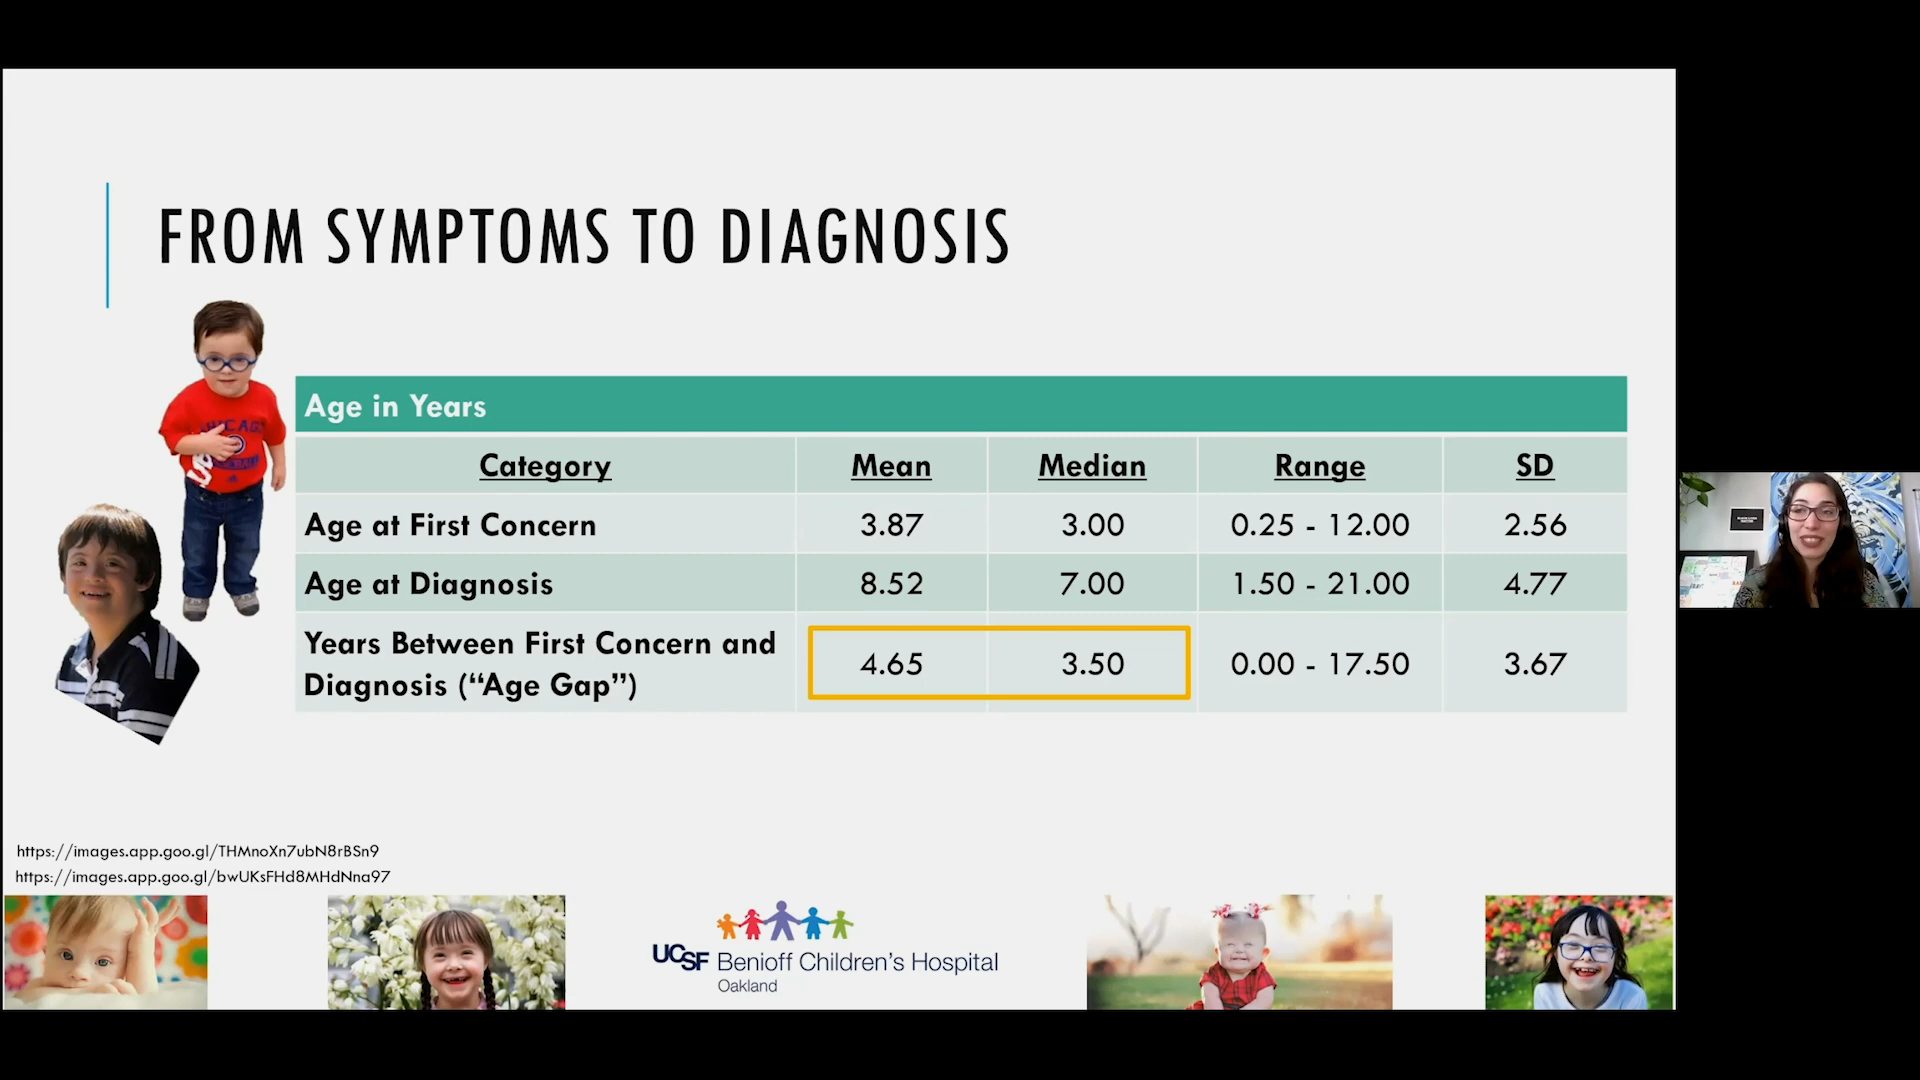 FROM SYMPTOMS TO DIAGNOSIS
Age in Years
Category Mean Median Range SD
Age at First Concern 3.87 3.00 0.25 - 12.00 2.56
Age at Diagnosis 8.52 7.00 1.50 - 21.00 4.77
Years Between First Concern and
Diagnosis (“Age Gap”) 4.65 3.50 0.00 - 17.50 3.67
https://images.app.goo.gl/THMnoXn7ubN8rBSn9
https://images.app.goo.gl/bwUKsFHd8MHdNna97
UCSF Benioff Children's Hospital
Oakland